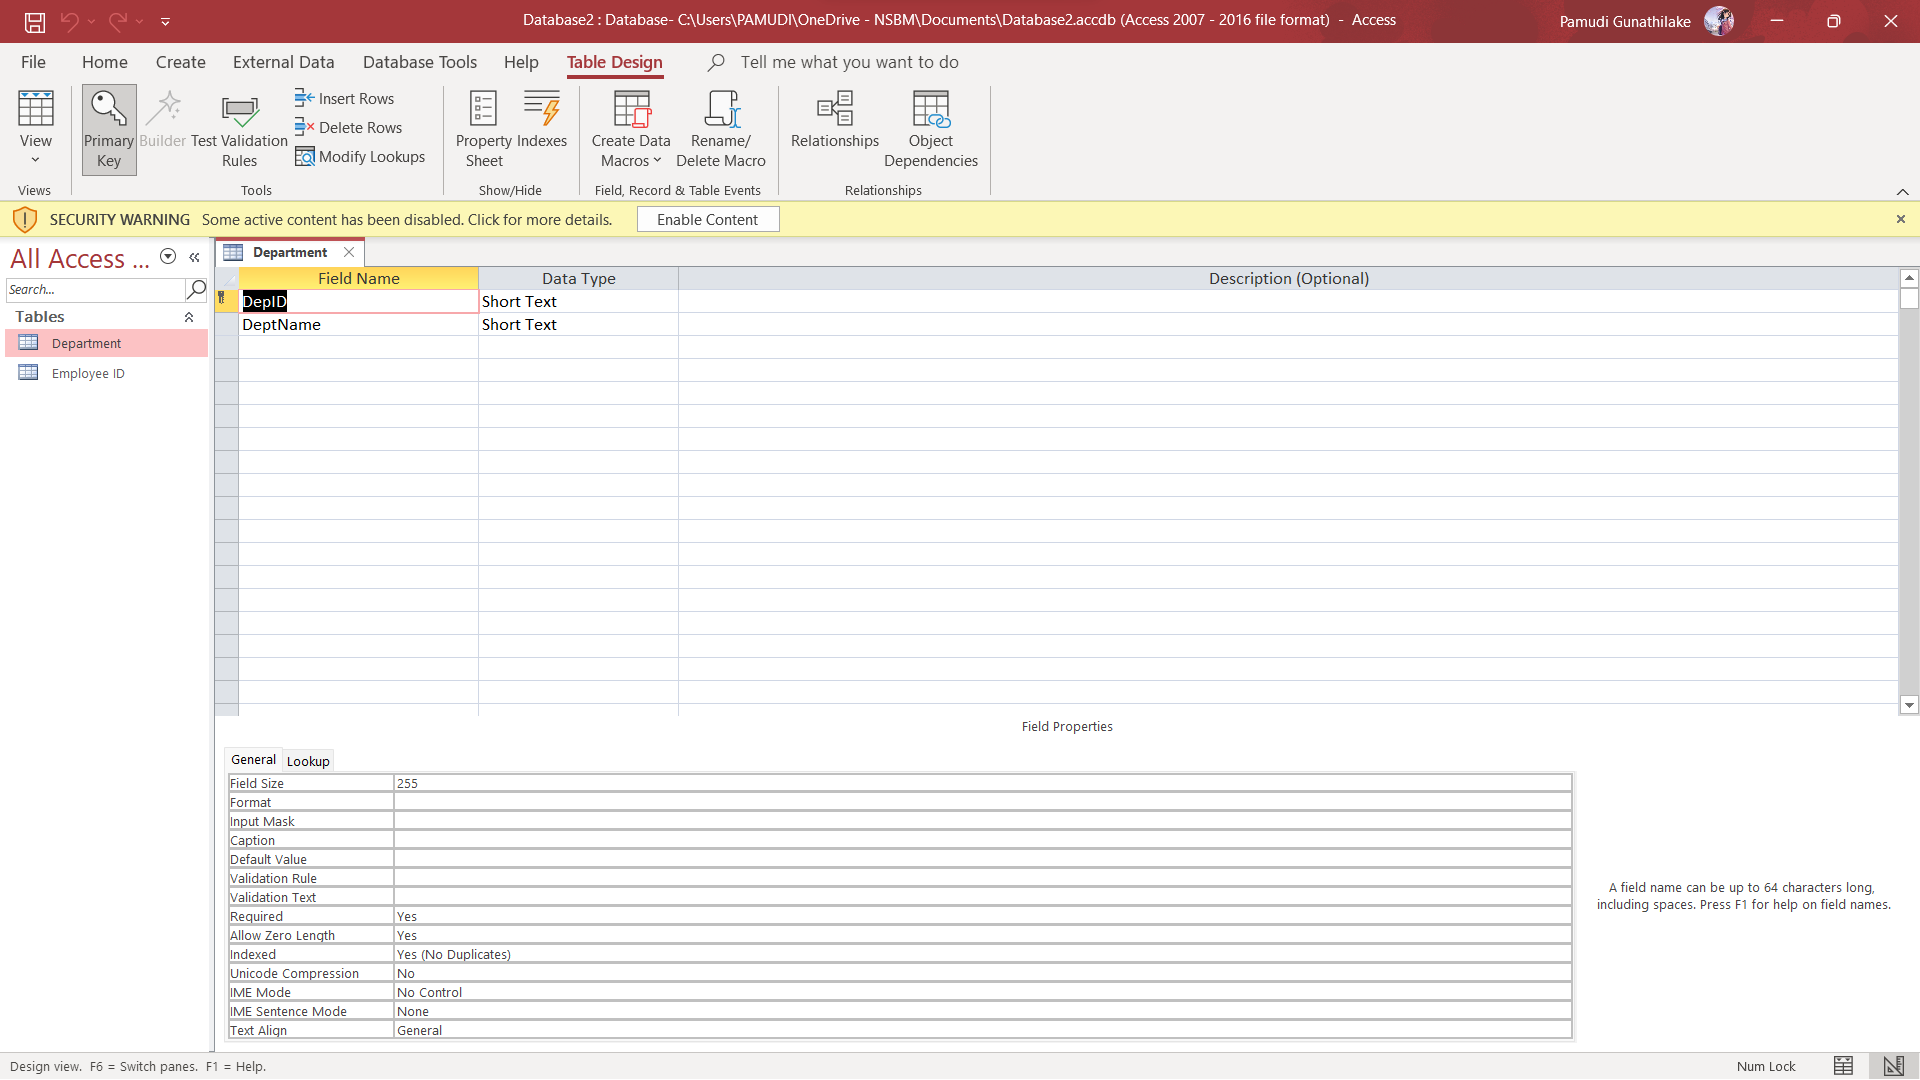 Database2 : Database- C:\Users\PAMUDI\OneDrive - NSBM\Documents\Database2.accdb (Access 2007 - 2016 file format)  -  Access
Pamudi Gunathilake
File Home Create External Data Database Tools Help Table Design Tell me what you want to do
View
Primary Key
Builder
Test Validation Rules
Insert Rows
Delete Rows
Modify Lookups
Property Sheet
Indexes
Create Data Macros
Rename/ Delete Macro
Relationships
Object Dependencies
Views
Tools
Show/Hide
Field, Record & Table Events
Relationships
SECURITY WARNING Some active content has been disabled. Click for more details. Enable Content
All Access ...
Search...
Tables
Department
Employee ID
Department
Field Name Data Type Description (Optional)
DepID Short Text
DeptName Short Text
Field Properties
General Lookup
Field Size 255
Format
Input Mask
Caption
Default Value
Validation Rule
Validation Text
Required Yes
Allow Zero Length Yes
Indexed Yes (No Duplicates)
Unicode Compression No
IME Mode No Control
IME Sentence Mode None
Text Align General
A field name can be up to 64 characters long,
including spaces. Press F1 for help on field names.
Design view.  F6 = Switch panes.  F1 = Help.
Num Lock